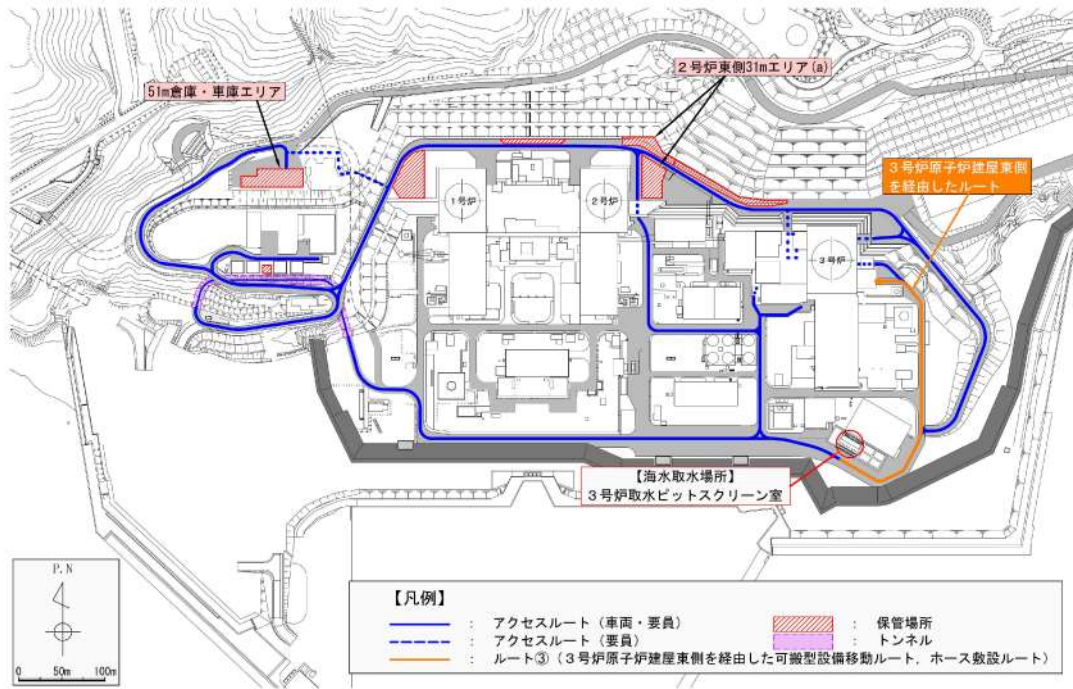 ２号炉東側31mエリア(a)
51m倉庫・車庫エリア
３号炉原子炉建屋東側
を経由したルート
１号炉
２号炉
３号炉
【海水取水場所】
３号炉取水ピットスクリーン室
P.N
0 50m 100m
【凡例】
： アクセスルート（車両・要員）
： 保管場所
： アクセスルート（要員）
： トンネル
： ルート③（３号炉原子炉建屋東側を経由した可搬型設備移動ルート，ホース敷設ルート）